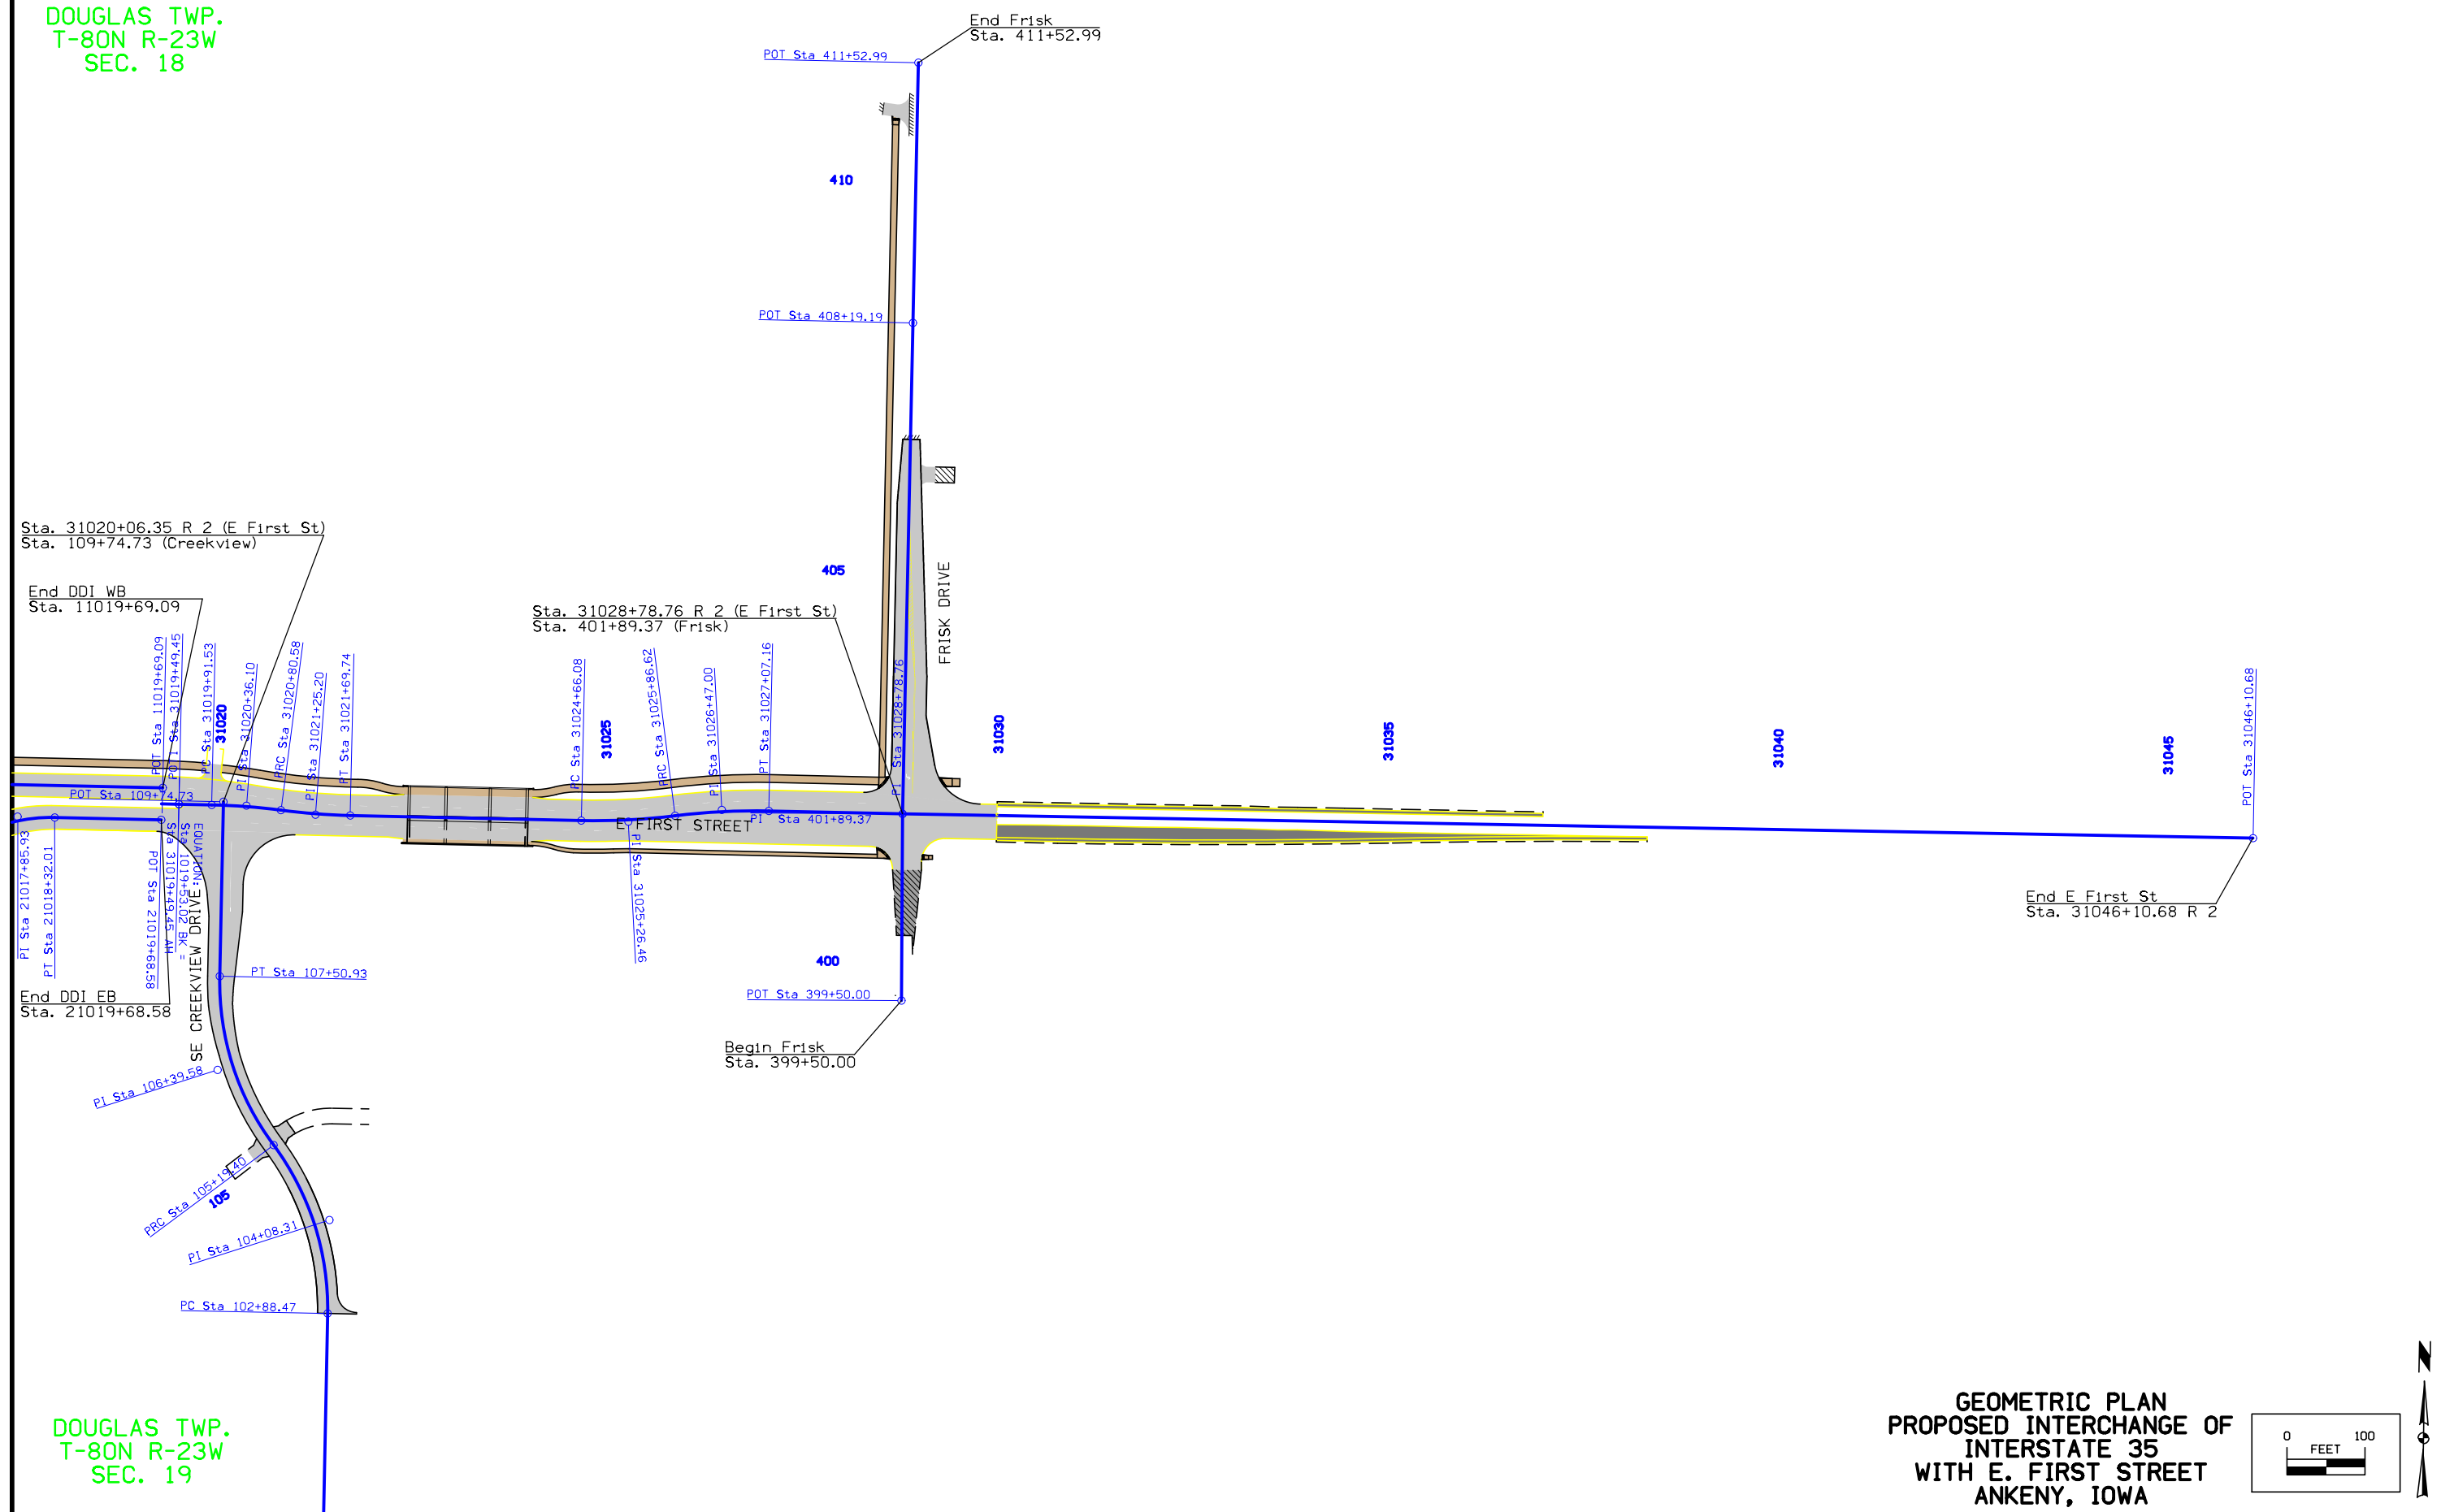 DOUGLAS TWP.
T-80N R-23W
SEC. 18
End Frisk
Sta. 411+52.99
POT Sta 411+52.99
410
POT Sta 408+19.19
Sta. 31020+06.35 R 2 (E First St)
Sta. 109+74.73 (Creekview)
End DDI WB
Sta. 11019+69.09
405
Sta. 31028+78.76 R 2 (E First St)
Sta. 401+89.37 (Frisk)
FRISK DRIVE
POT Sta 11019+69.09
POT Sta 31019+49.45
PC Sta 31019+91.53
31020
PI Sta 31020+36.10
PRC Sta 31020+80.58
PI Sta 31021+25.20
PT Sta 31021+69.74
PC Sta 31024+66.08
31025
PRC Sta 31025+86.62
PI Sta 31026+47.00
PT Sta 31027+07.16
PI Sta 31028+78.76
31030
31035
31040
31045
POT Sta 31046+10.68
POT Sta 109+74.73
E FIRST STREET
PI Sta 401+89.37
PI Sta 21017+85.93
PT Sta 21018+32.01
POT Sta 21019+68.58
EQUATION:
Sta 1019+53.02 BK =
Sta 31019+49.45 AH
SE CREEKVIEW DRIVE
PI Sta 31025+26.46
End E First St
Sta. 31046+10.68 R 2
400
PT Sta 107+50.93
End DDI EB
Sta. 21019+68.58
POT Sta 399+50.00
Begin Frisk
Sta. 399+50.00
PI Sta 106+39.58
PRC Sta 105+19.40
105
PI Sta 104+08.31
PC Sta 102+88.47
DOUGLAS TWP.
T-80N R-23W
SEC. 19
GEOMETRIC PLAN
PROPOSED INTERCHANGE OF
INTERSTATE 35
WITH E. FIRST STREET
ANKENY, IOWA
0 100
FEET
N